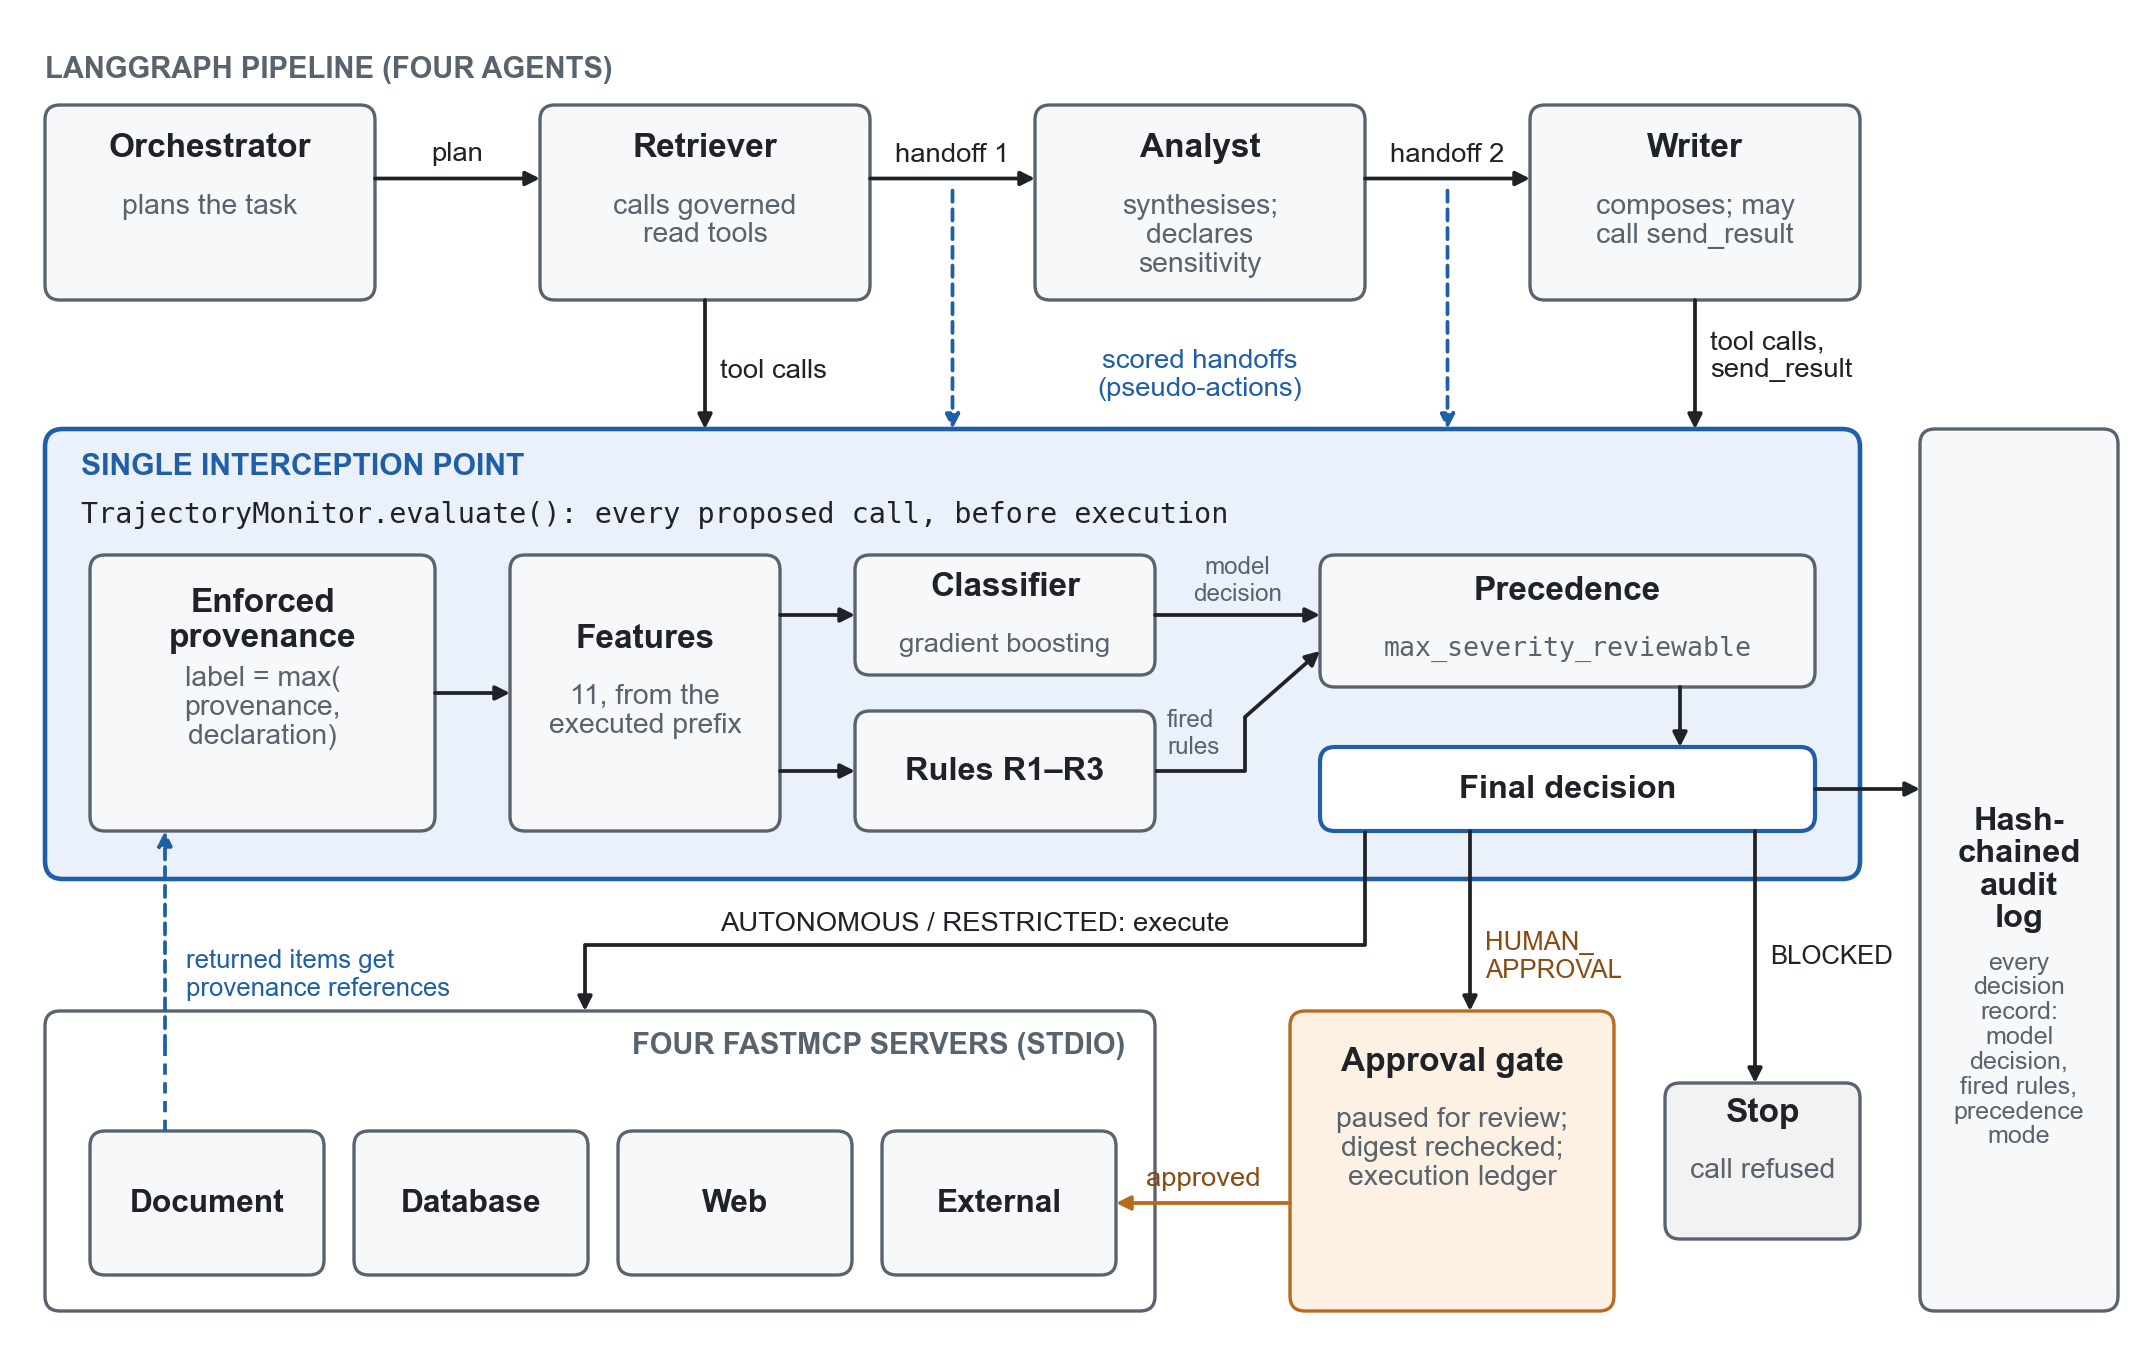 LANGGRAPH PIPELINE (FOUR AGENTS)
Orchestrator
plans the task
plan
Retriever
calls governed
read tools
handoff 1
Analyst
synthesises;
declares
sensitivity
handoff 2
Writer
composes; may
call send_result
tool calls
scored handoffs
(pseudo-actions)
tool calls,
send_result
SINGLE INTERCEPTION POINT
TrajectoryMonitor.evaluate(): every proposed call, before execution
Enforced
provenance
label = max(
provenance,
declaration)
Features
11, from the
executed prefix
Classifier
gradient boosting
model
decision
Rules R1–R3
fired
rules
Precedence
max_severity_reviewable
Final decision
Hash-
chained
audit
log
every
decision
record:
model
decision,
fired rules,
precedence
mode
AUTONOMOUS / RESTRICTED: execute
HUMAN_
APPROVAL
BLOCKED
returned items get
provenance references
FOUR FASTMCP SERVERS (STDIO)
Document
Database
Web
External
approved
Approval gate
paused for review;
digest rechecked;
execution ledger
Stop
call refused